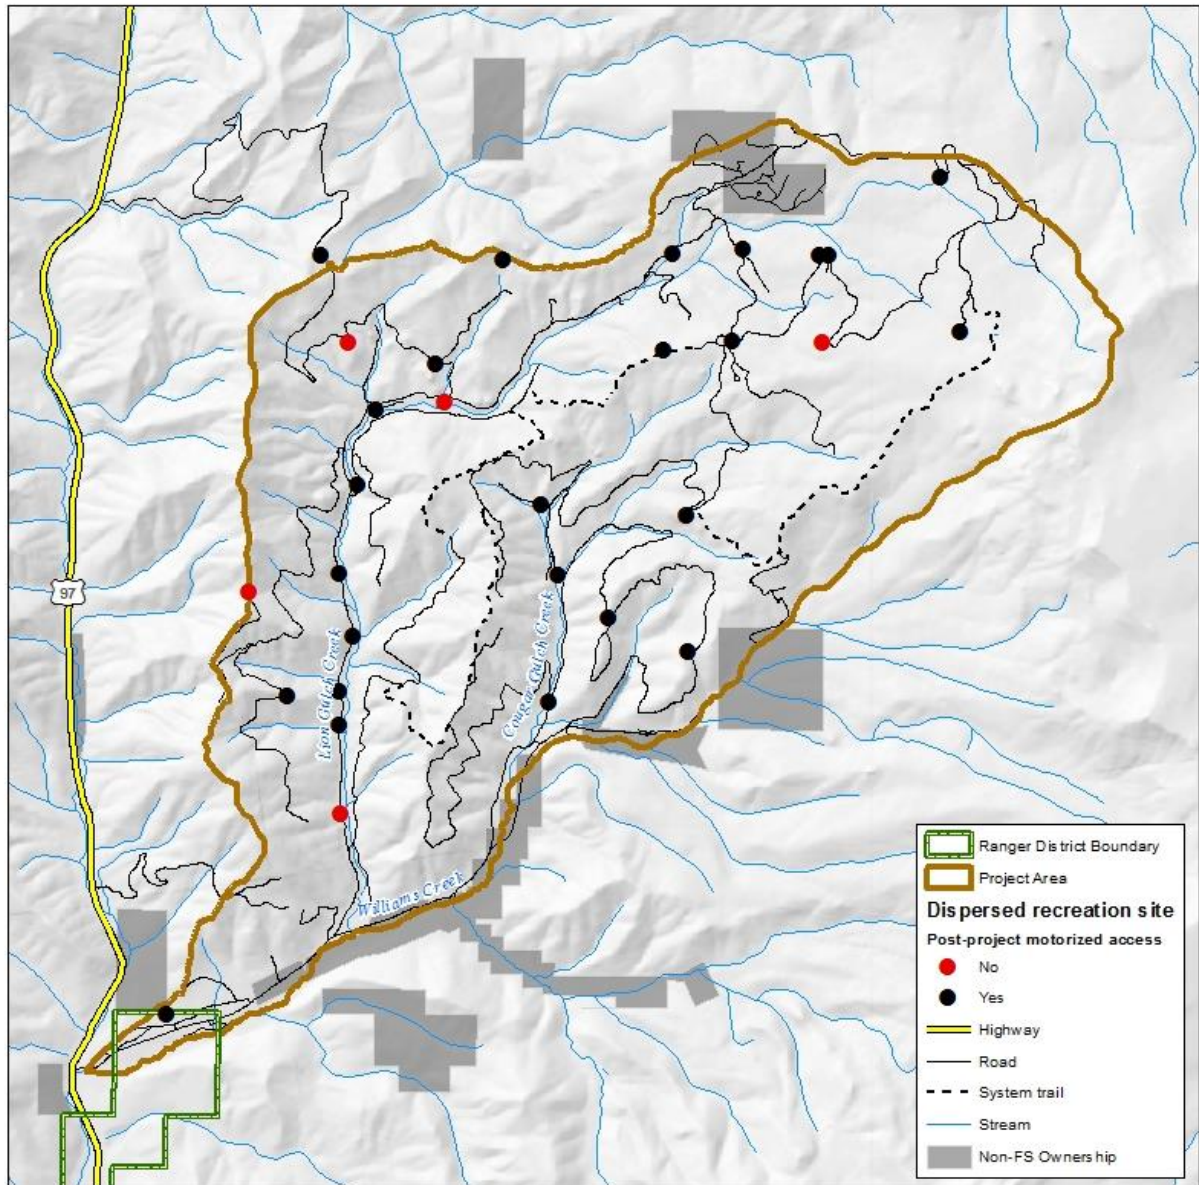 97
Lion Gulch Creek
Cougar Gulch Creek
Williams Creek
Ranger District Boundary
Project Area
Dispersed recreation site
Post-project motorized access
No
Yes
Highway
Road
System trail
Stream
Non-FS Ownership